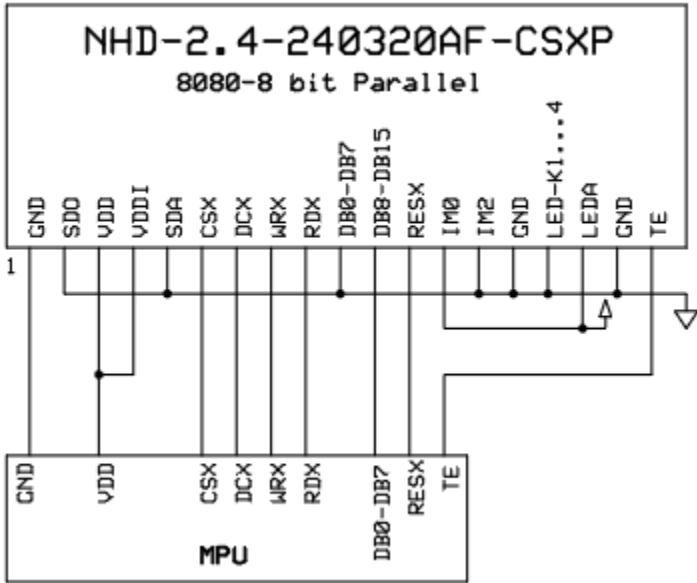 NHD-2.4-240320AF-CSXP
8080-8 bit Parallel
GND
SDO
VDD
VDDI
SDA
CSX
DCX
WRX
RDX
DB0-DB7
DB8-DB15
RESX
IM0
IM2
GND
LED-K1...4
LEDA
GND
TE
1
GND
VDD
CSX
DCX
WRX
RDX
DB0-DB7
RESX
TE
MPU